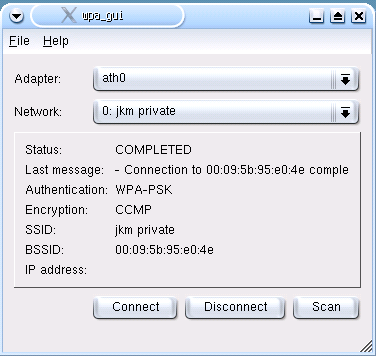 wpa_gui
File Help
Adapter: ath0
Network: 0: jkm private
Status: COMPLETED
Last message: - Connection to 00:09:5b:95:e0:4e comple
Authentication: WPA-PSK
Encryption: CCMP
SSID: jkm private
BSSID: 00:09:5b:95:e0:4e
IP address:
Connect Disconnect Scan